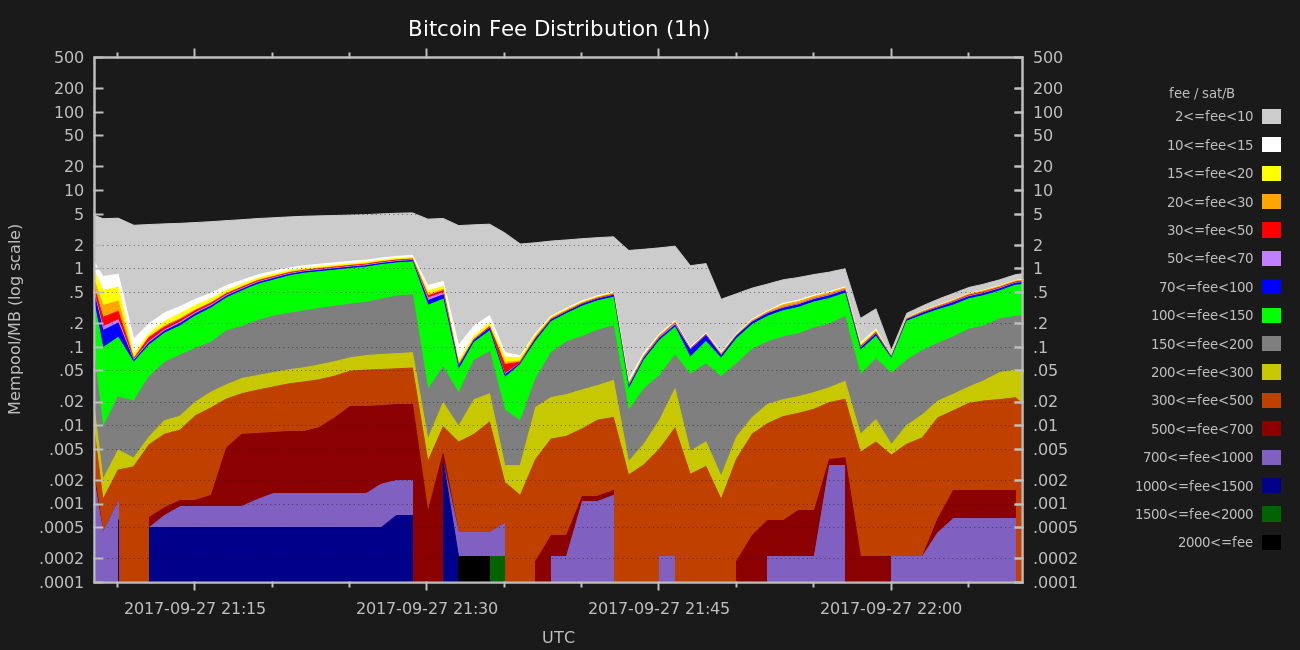 Bitcoin Fee Distribution (1h)
500 500
200 200
100 100
50 50
20 20
10 10
5 5
2 2
1 1
.5 .5
.2 .2
.1 .1
.05 .05
.02 .02
.01 .01
.005 .005
.002 .002
.001 .001
.0005 .0005
.0002 .0002
.0001 .0001
Mempool/MB (log scale)
2017-09-27 21:15 2017-09-27 21:30 2017-09-27 21:45 2017-09-27 22:00
UTC
fee / sat/B
2<=fee<10
10<=fee<15
15<=fee<20
20<=fee<30
30<=fee<50
50<=fee<70
70<=fee<100
100<=fee<150
150<=fee<200
200<=fee<300
300<=fee<500
500<=fee<700
700<=fee<1000
1000<=fee<1500
1500<=fee<2000
2000<=fee